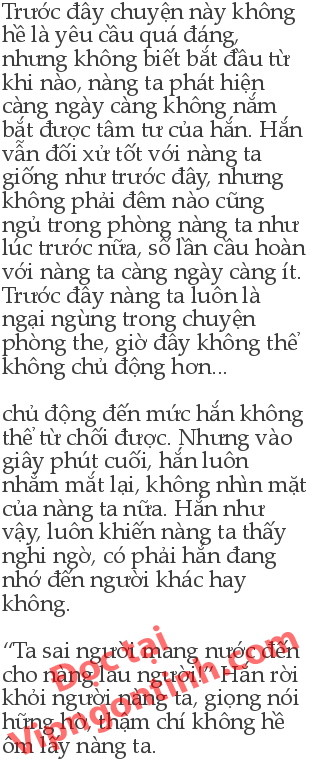 Trước đây chuyện này không
hề là yêu cầu quá đáng,
nhưng không biết bắt đầu từ
khi nào, nàng ta phát hiện
càng ngày càng không nắm
bắt được tâm tư của hắn. Hắn
vẫn đối xử tốt với nàng ta
giống như trước đây, nhưng
không phải đêm nào cũng
ngủ trong phòng nàng ta như
lúc trước nữa, số lần cầu hoàn
với nàng ta càng ngày càng ít.
Trước đây nàng ta luôn là
ngại ngùng trong chuyện
phòng the, giờ đây không thể
không chủ động hơn...
chủ động đến mức hắn không
thể từ chối được. Nhưng vào
giây phút cuối, hắn luôn
nhắm mắt lại, không nhìn mặt
của nàng ta nữa. Hắn như
vậy, luôn khiến nàng ta thấy
nghi ngờ, có phải hắn đang
nhớ đến người khác hay
không.
“Ta sai người mang nước đến
cho nàng lau người!” Hắn rời
khỏi người nàng ta, giọng nói
hững hờ, thậm chí không hề
ôm lấy nàng ta.
Đọc tại
Vipngontinh.com